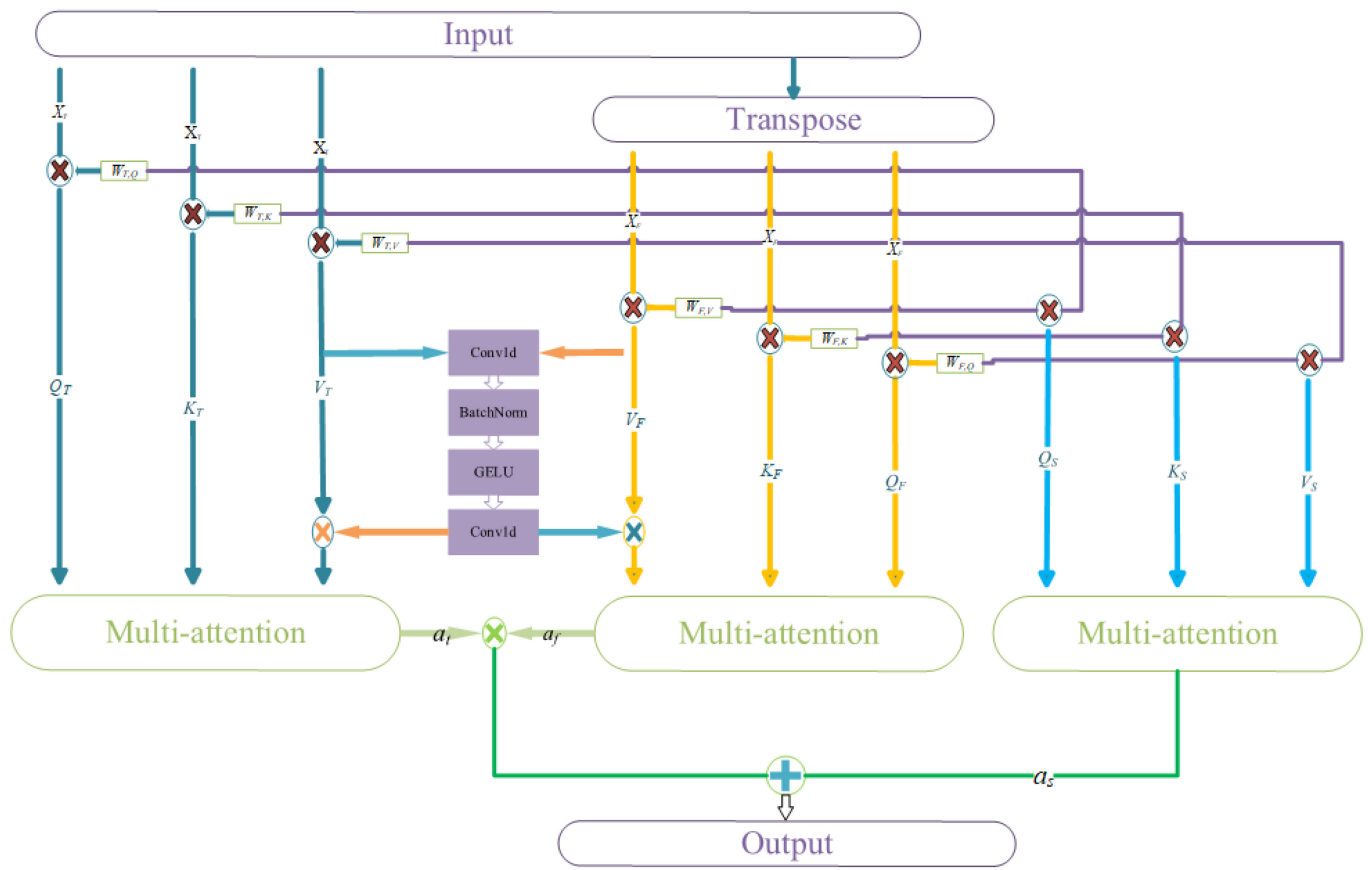 Input
Transpose
X_T
X_T
X_T
W_T,Q
W_T,K
W_T,V
X_F
X_F
X_F
W_F,V
W_F,K
W_F,Q
Conv1d
BatchNorm
GELU
Conv1d
Q_T
K_T
V_T
V_F
K_F
Q_F
Q_S
K_S
V_S
Multi-attention
a_t
a_f
Multi-attention
Multi-attention
a_s
Output